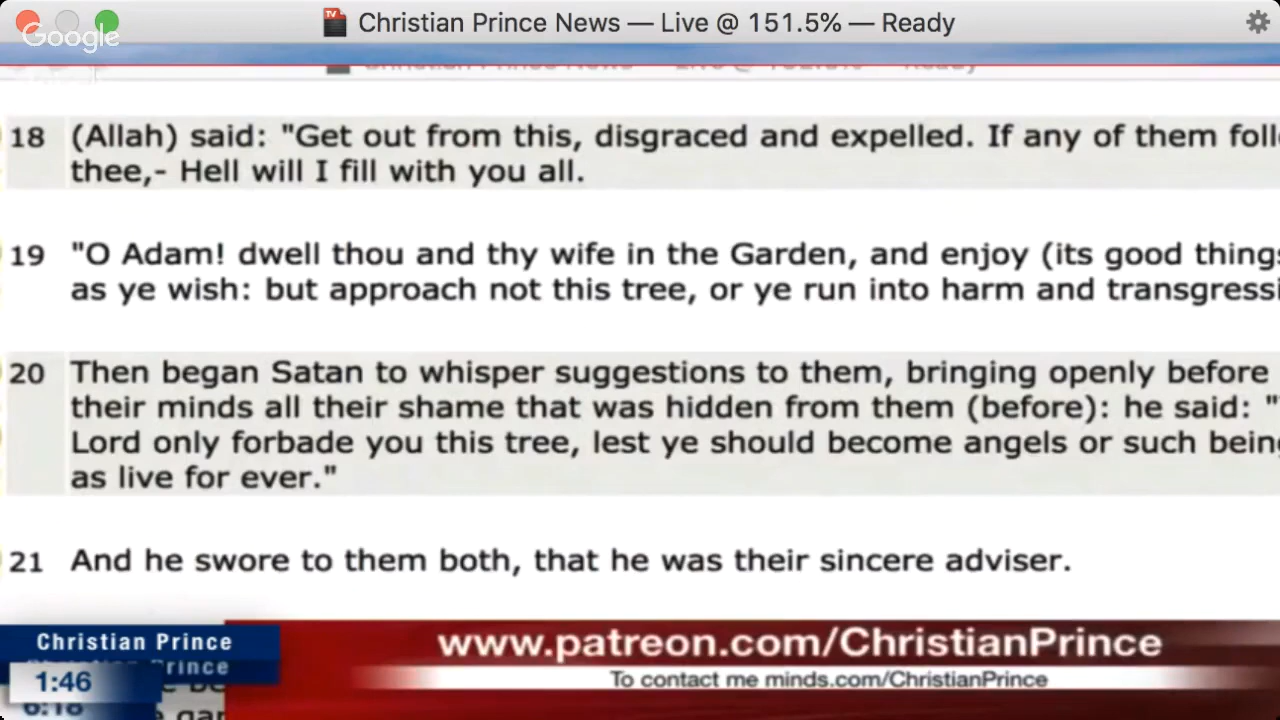 Christian Prince News — Live @ 151.5% — Ready
Google
18 (Allah) said: "Get out from this, disgraced and expelled. If any of them foll
thee,- Hell will I fill with you all.
19 "O Adam! dwell thou and thy wife in the Garden, and enjoy (its good things
as ye wish: but approach not this tree, or ye run into harm and transgressi
20 Then began Satan to whisper suggestions to them, bringing openly before
their minds all their shame that was hidden from them (before): he said: "
Lord only forbade you this tree, lest ye should become angels or such being
as live for ever."
21 And he swore to them both, that he was their sincere adviser.
Christian Prince
www.patreon.com/ChristianPrince
1:46
To contact me minds.com/ChristianPrince
6:18